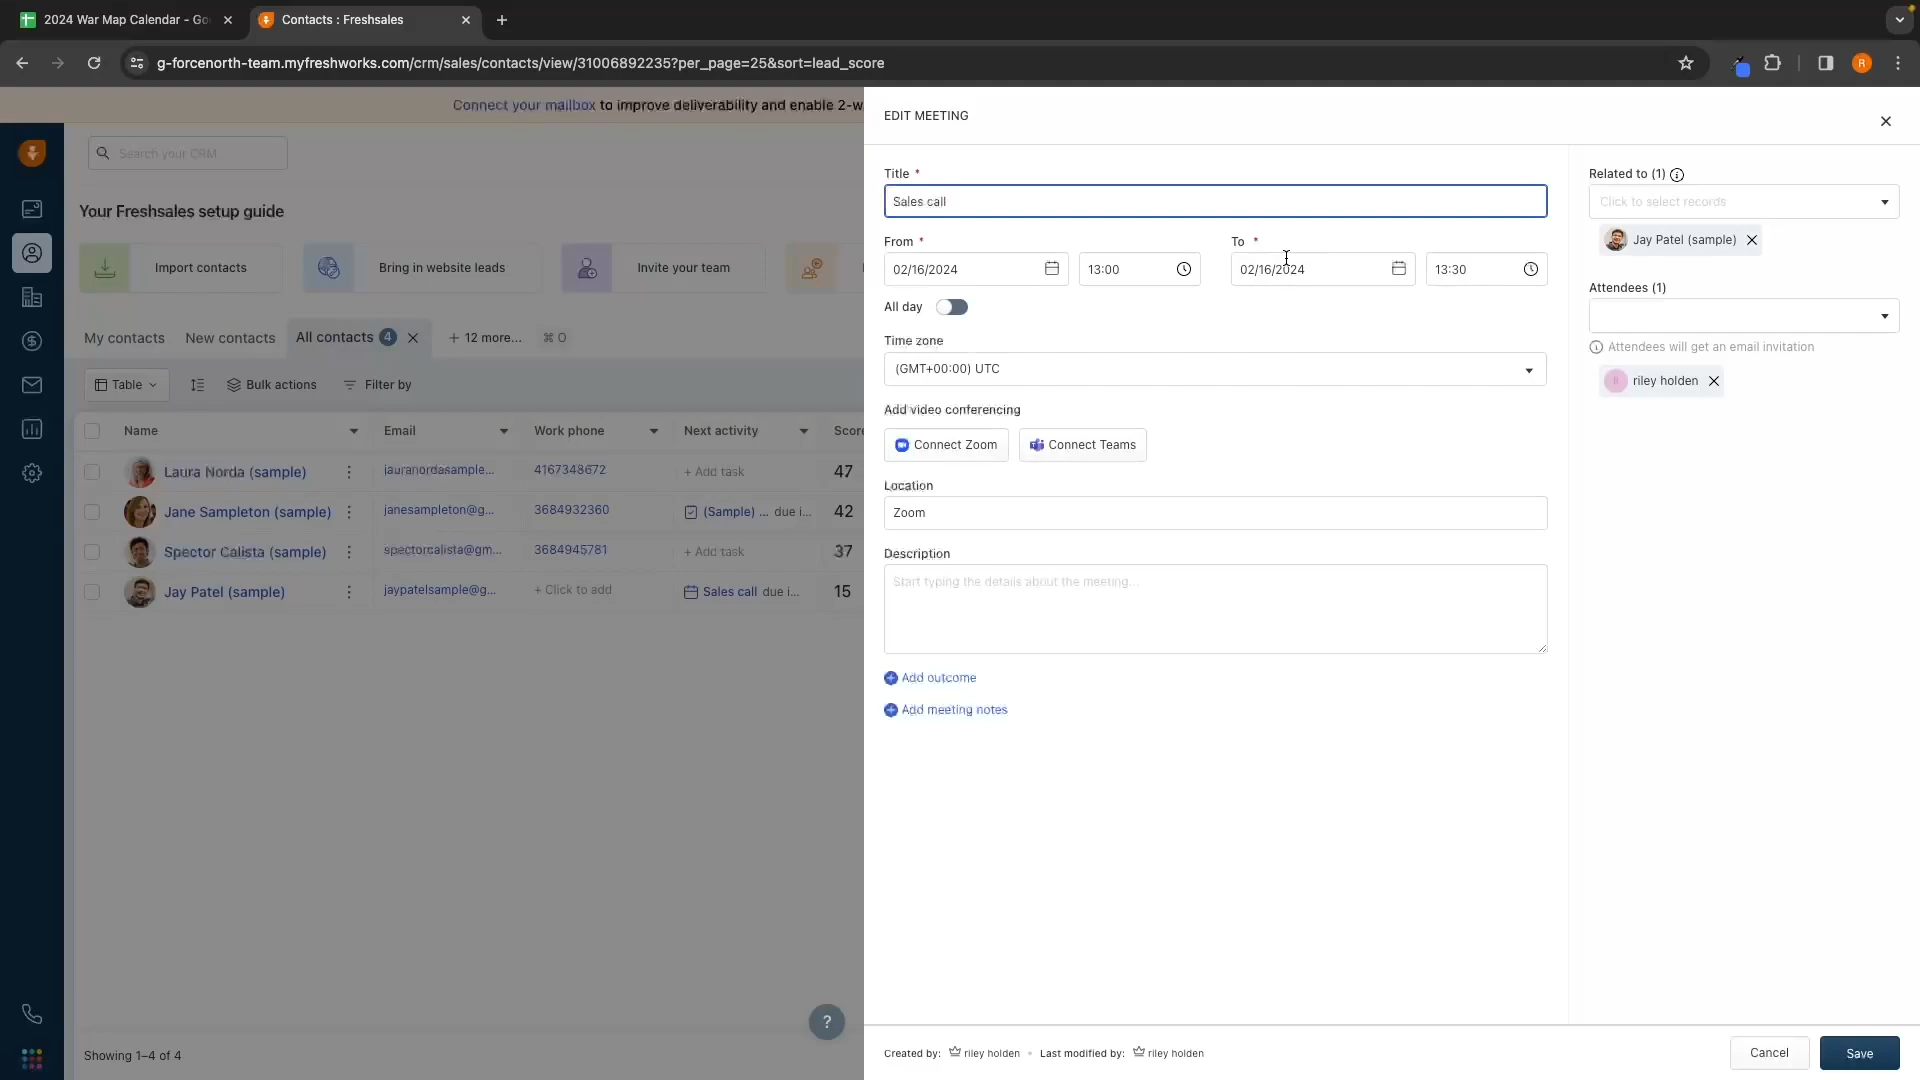 2024 War Map Calendar - Go
Contacts : Freshsales
g-forcenorth-team.myfreshworks.com/crm/sales/contacts/view/31006892235?per_page=25&sort=lead_score
R
Connect your mailbox to improve deliverability and enable 2-w
Search your CRM
Your Freshsales setup guide
Import contacts
Bring in website leads
Invite your team
My contacts
New contacts
All contacts 4
+ 12 more...
⌘ O
Table
Bulk actions
Filter by
Name
Email
Work phone
Next activity
Score
Laura Norda (sample)
lauranordasample...
4167348672
+ Add task
47
Jane Sampleton (sample)
janesampleton@g...
3684932360
(Sample) ... due i...
42
Spector Calista (sample)
spectorcalista@gm...
3684945781
+ Add task
37
Jay Patel (sample)
jaypatelsample@g...
+ Click to add
Sales call due i...
15
Showing 1–4 of 4
?
EDIT MEETING
Title *
Sales call
From *
02/16/2024
13:00
To *
02/16/2024
13:30
All day
Time zone
(GMT+00:00) UTC
Add video conferencing
Connect Zoom
Connect Teams
Location
Zoom
Description
Start typing the details about the meeting...
Add outcome
Add meeting notes
Related to (1)
Click to select records
Jay Patel (sample)
Attendees (1)
Attendees will get an email invitation
riley holden
Created by: riley holden • Last modified by: riley holden
Cancel
Save